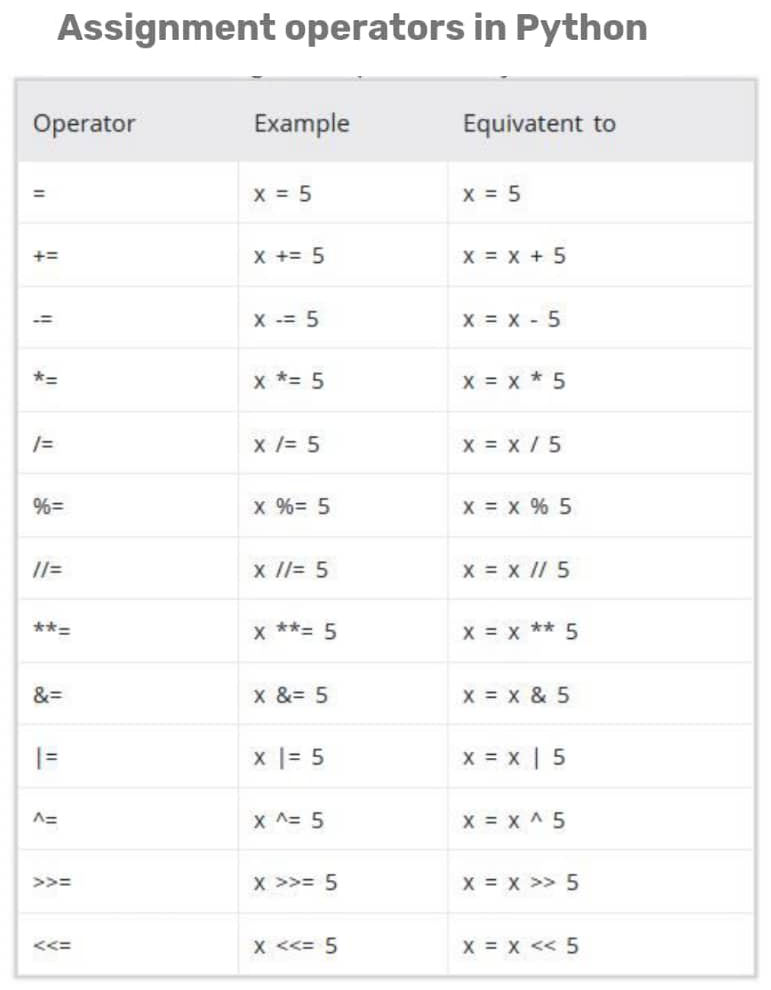 Assignment operators in Python
Operator Example Equivalent to
= x = 5 x = 5
+= x += 5 x = x + 5
-= x -= 5 x = x - 5
*= x *= 5 x = x * 5
/= x /= 5 x = x / 5
%= x %= 5 x = x % 5
//= x //= 5 x = x // 5
**= x **= 5 x = x ** 5
&= x &= 5 x = x & 5
|= x |= 5 x = x | 5
^= x ^= 5 x = x ^ 5
>>= x >>= 5 x = x >> 5
<<= x <<= 5 x = x << 5